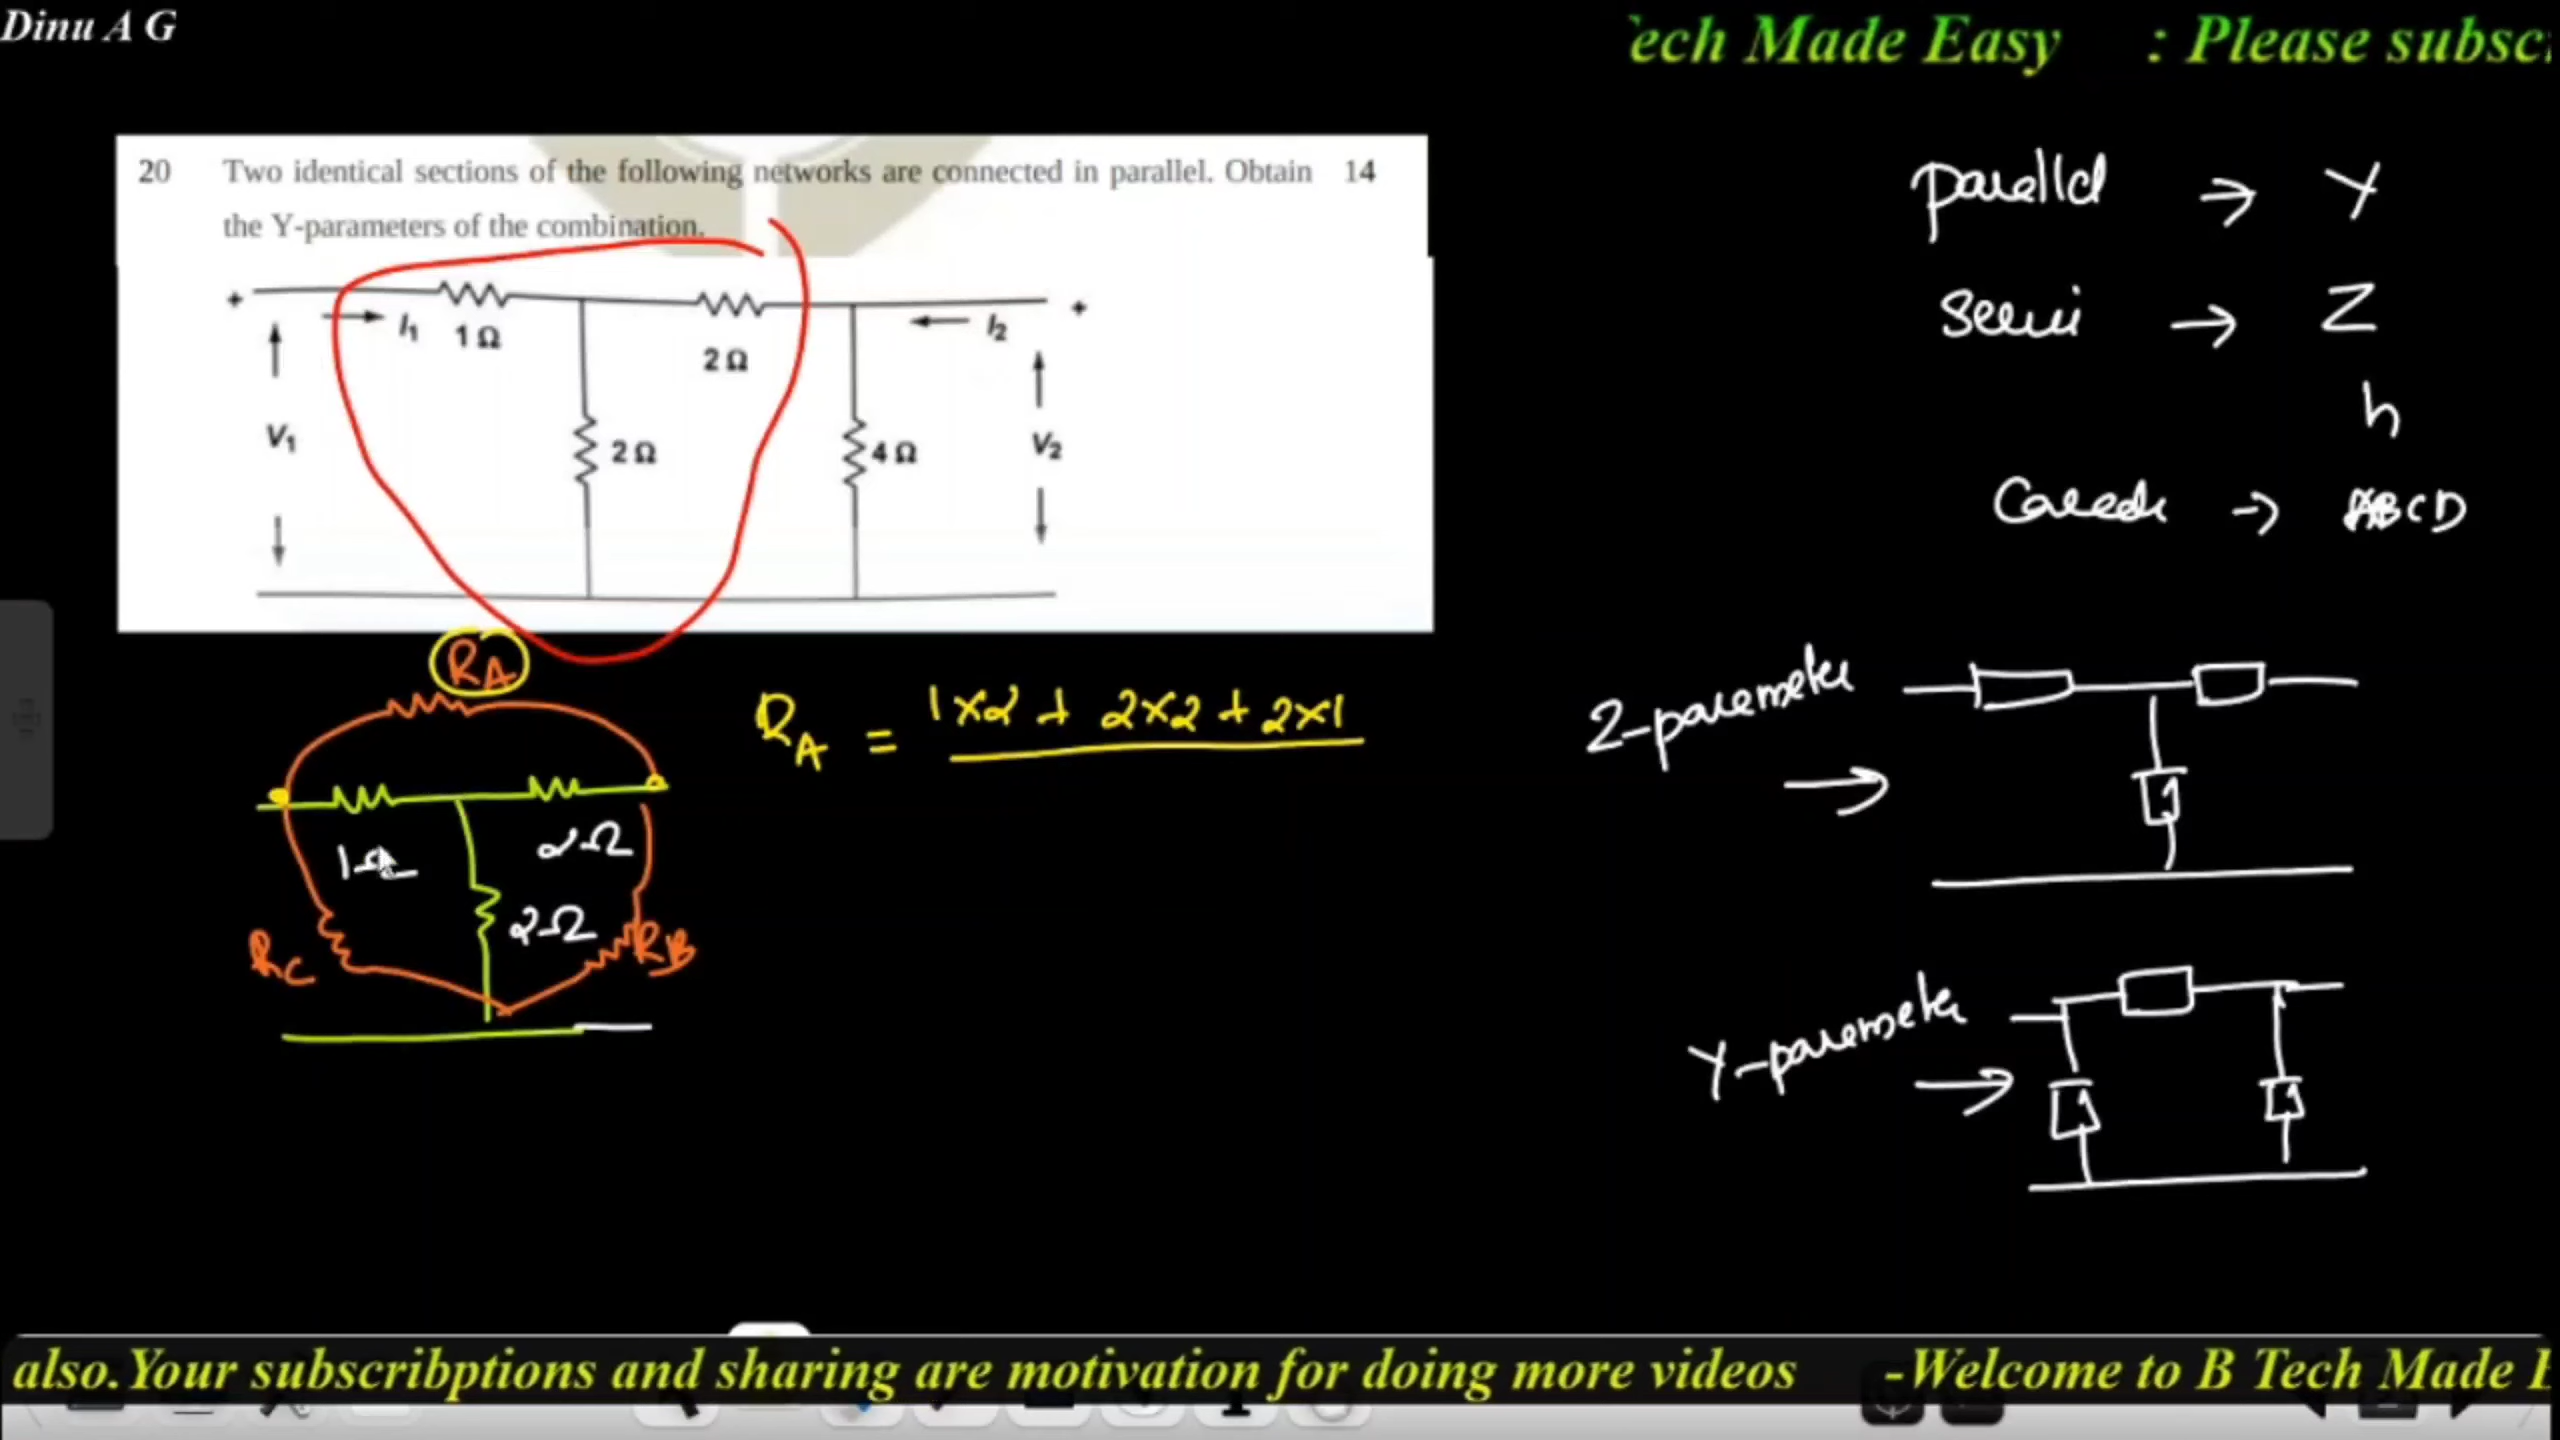 Dinu A G
ech Made Easy : Please subsc
20 Two identical sections of the following networks are connected in parallel. Obtain 14
the Y-parameters of the combination.
+ I1 1Ω 2Ω I2 +
V1 2Ω 4Ω V2
RA
RA = 1×2 + 2×2 + 2×1
1Ω 2Ω
2Ω
RC RB
parallel → Y
Series → Z
h
→ ABCD
Z-parameter
→
Y-parameter
→
also. Your subscribptions and sharing are motivation for doing more videos -Welcome to B Tech Made E